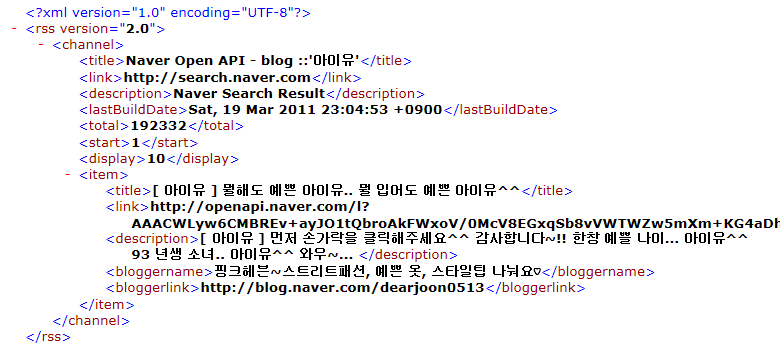 <?xml version="1.0" encoding="UTF-8"?>
- <rss version="2.0">
- <channel>
<title>Naver Open API - blog ::'아이유'</title>
<link>http://search.naver.com</link>
<description>Naver Search Result</description>
<lastBuildDate>Sat, 19 Mar 2011 23:04:53 +0900</lastBuildDate>
<total>192332</total>
<start>1</start>
<display>10</display>
- <item>
<title>[ 아이유 ] 뭘해도 예쁜 아이유.. 뭘 입어도 예쁜 아이유^^</title>
<link>http://openapi.naver.com/l?
AAACWLyw6CMBREv+ayJO1tQbroAkFWxoV/0McV8EGxqSb8vVWTWZw5mXm+KG4aDh
<description>[ 아이유 ] 먼저 손가락을 클릭해주세요^^ 감사합니다~!! 한창 예쁠 나이... 아이유^^
93 년생 소녀.. 아이유^^ 와우~... </description>
<bloggername>핑크헤븐~스트리트패션, 예쁜 옷, 스타일팁 나눠요♡</bloggername>
<bloggerlink>http://blog.naver.com/dearjoon0513</bloggerlink>
</item>
</channel>
</rss>